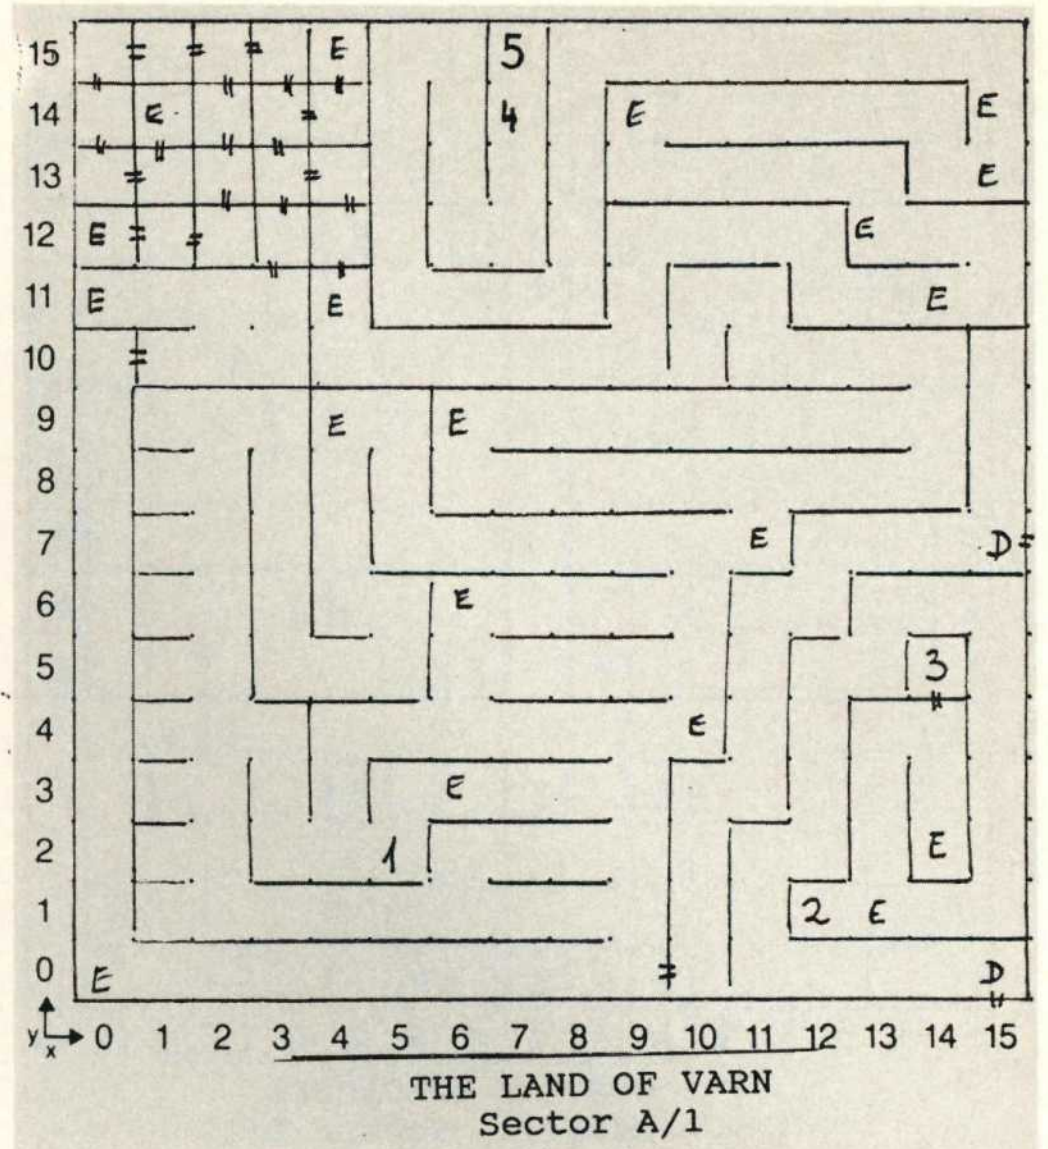 15 E 5
14 E 4 E E
13 E
12 E E
11 E E E
10
9 E E
8
7 E D
6 E
5 3
4 E
3 E
2 1 E
1 2 E
0 E D
y x 0 1 2 3 4 5 6 7 8 9 10 11 12 13 14 15
THE LAND OF VARN
Sector A/1